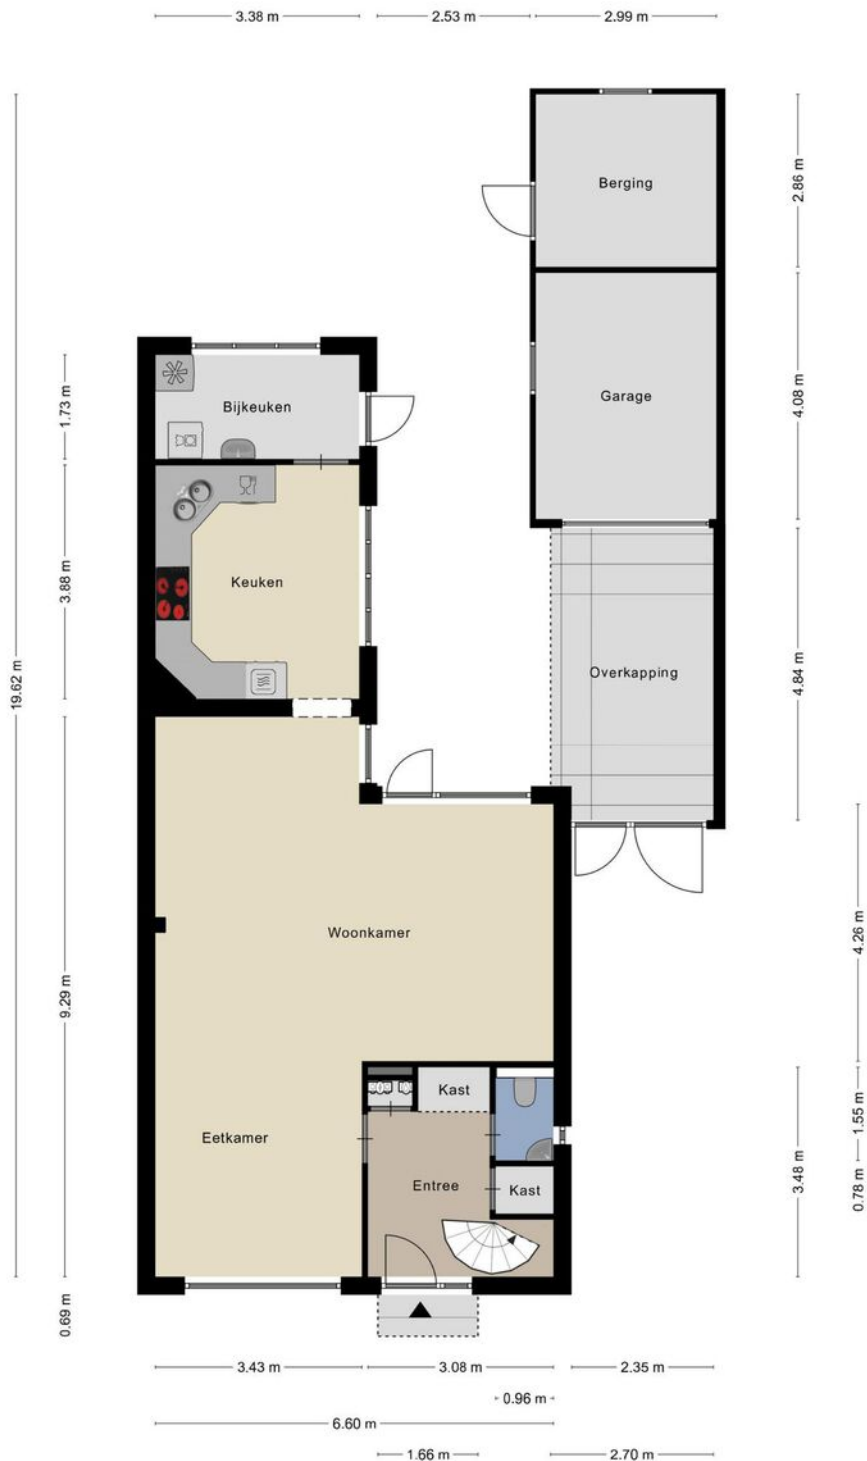 3.38 m
2.53 m
2.99 m
Berging
2.86 m
Garage
4.08 m
Bijkeuken
1.73 m
Keuken
3.88 m
19.62 m
Overkapping
4.84 m
Woonkamer
4.26 m
9.29 m
Kast
Eetkamer
1.55 m
3.48 m
Entree
Kast
0.78 m
0.69 m
3.43 m
3.08 m
2.35 m
0.96 m
6.60 m
1.66 m
2.70 m